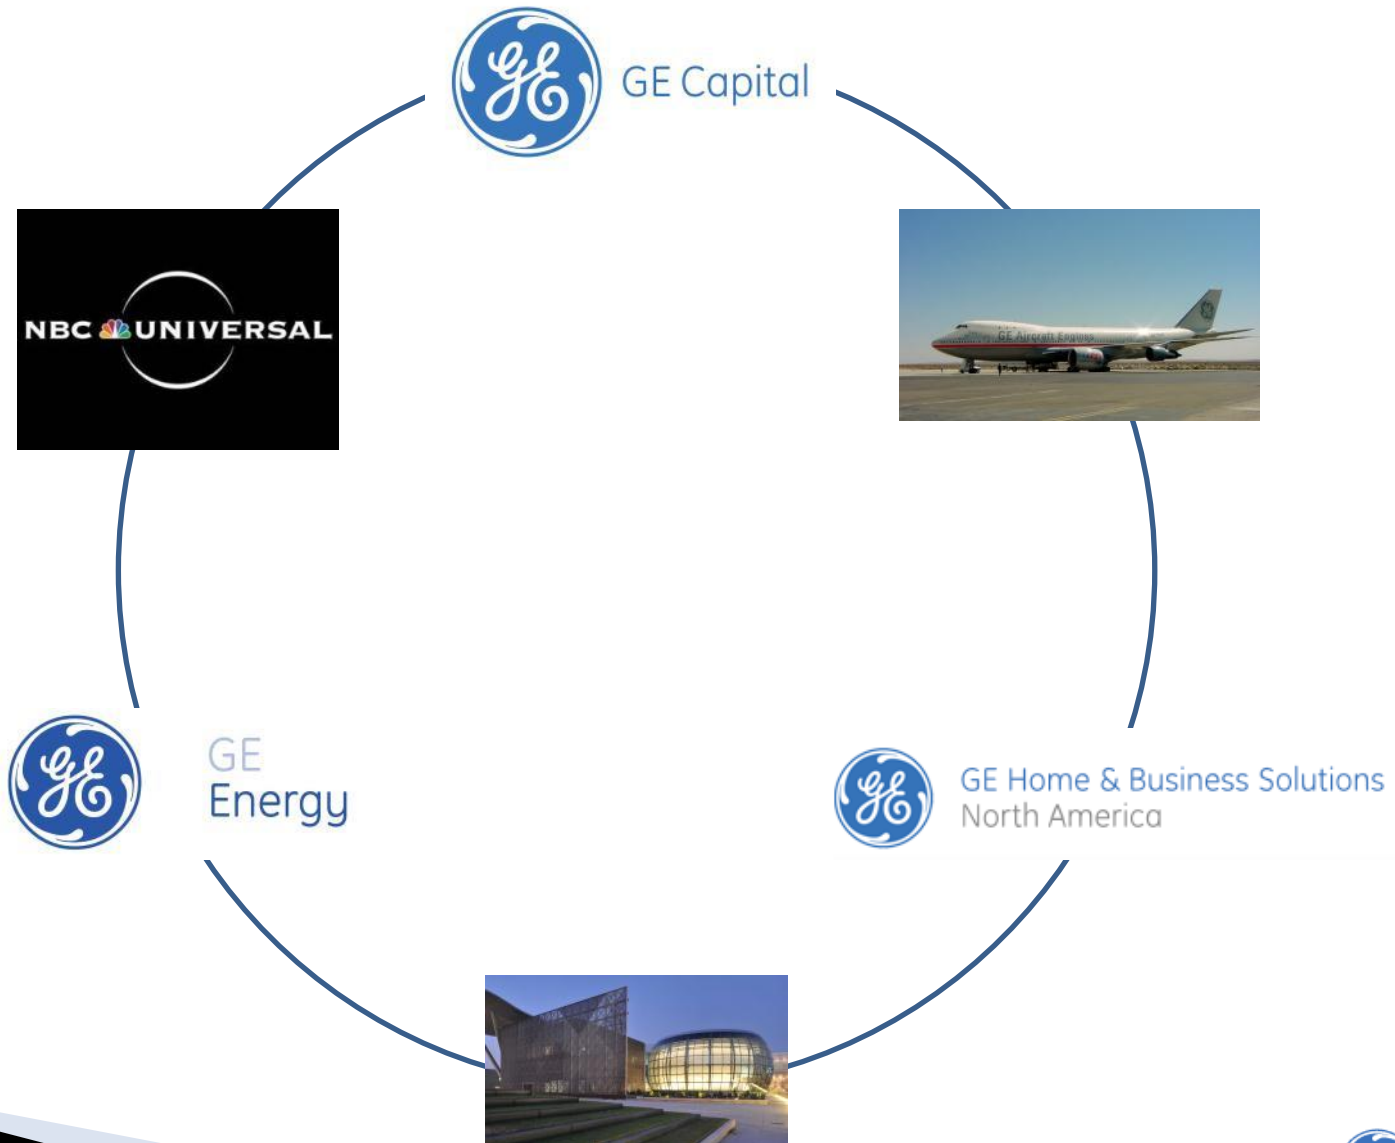 GE Capital
NBC UNIVERSAL
GE Aircraft Engines
GE
Energy
GE Home & Business Solutions
North America